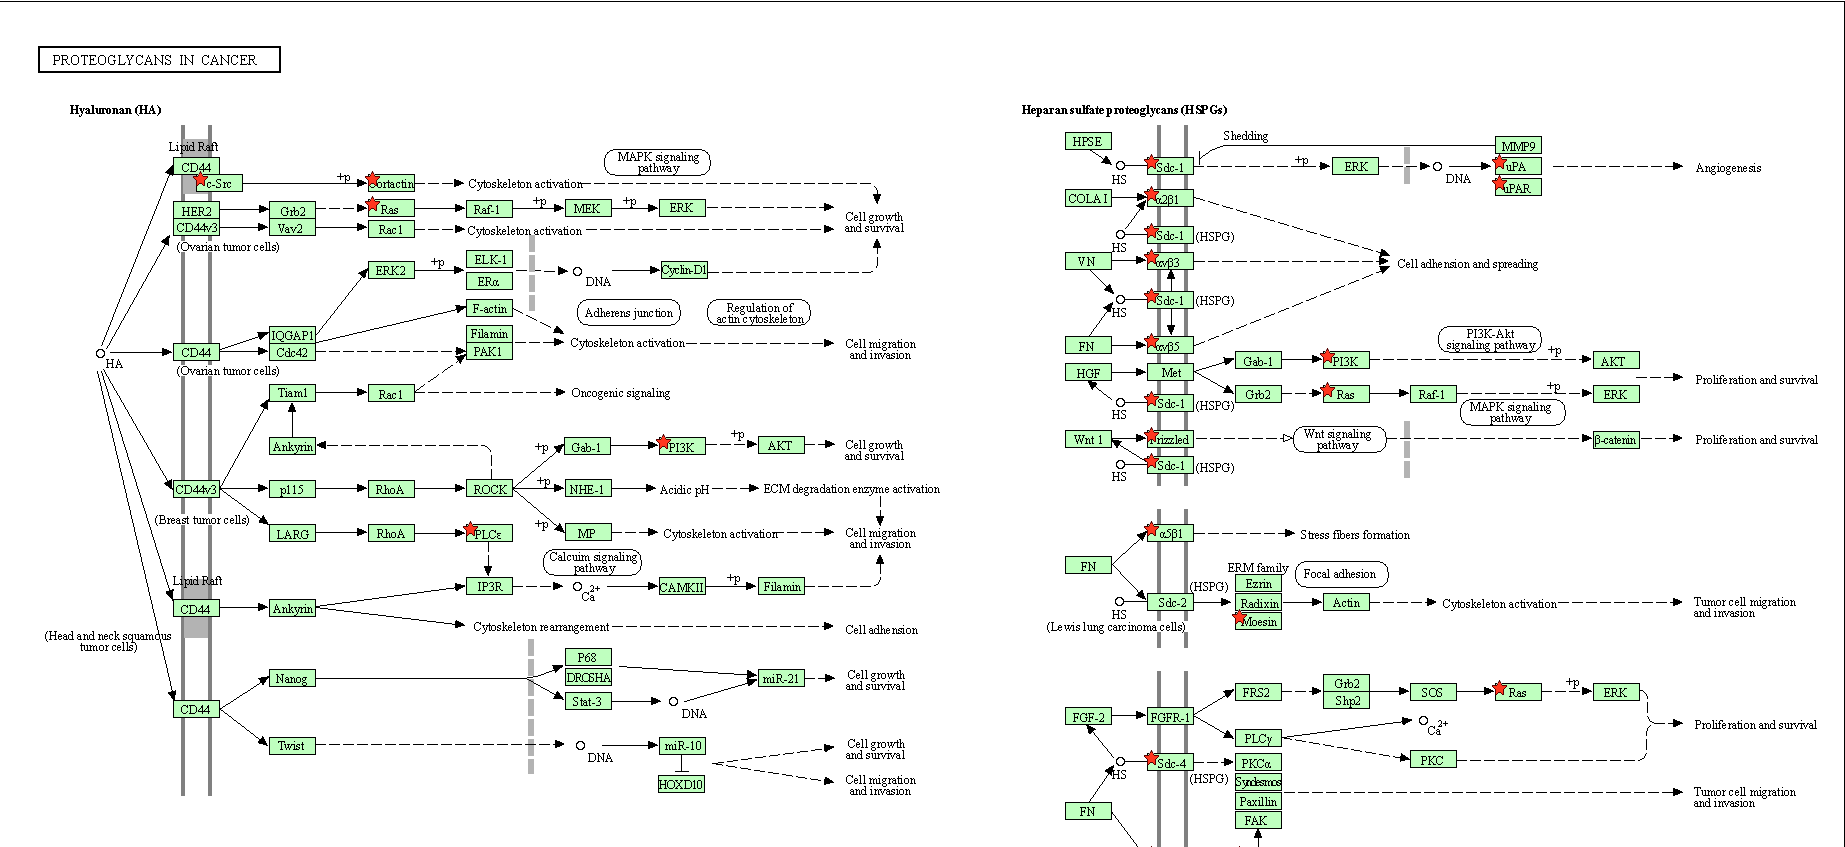 PROTEOGLYCANS IN CANCER
Hyaluronan (HA)
Lipid Raft
CD44
c-Src
+p
Cortactin
Cytoskeleton activation
MAPK signaling
pathway
HER2
Grb2
Ras
Raf-1
+p
MEK
+p
ERK
Cell growth
and survival
CD44v3
Vav2
Rac1
Cytoskeleton activation
(Ovarian tumor cells)
ERK2
+p
ELK-1
ERα
DNA
Cyclin-D1
F-actin
Adherens junction
Regulation of
actin cytoskeleton
HA
CD44
IQGAP1
Cdc42
Filamin
PAK1
Cytoskeleton activation
Cell migration
and invasion
(Ovarian tumor cells)
Tiam1
Rac1
Oncogenic signaling
Ankyrin
+p
Gab-1
PI3K
+p
AKT
Cell growth
and survival
CD44v3
p115
RhoA
ROCK
+p
NHE-1
Acidic pH
ECM degradation enzyme activation
(Breast tumor cells)
LARG
RhoA
PLCε
+p
MP
Cytoskeleton activation
Cell migration
and invasion
Calcuim signaling
pathway
Lipid Raft
CD44
Ankyrin
IP3R
Ca2+
CAMKII
+p
Filamin
Cytoskeleton rearrangement
Cell adhension
(Head and neck squamous
tumor cells)
Nanog
P68
DROSHA
Stat-3
DNA
miR-21
Cell growth
and survival
CD44
Twist
DNA
miR-10
HOXD10
Cell growth
and survival
Cell migration
and invasion
Heparan sulfate proteoglycans (HSPGs)
HPSE
HS
Sdc-1
Shedding
+p
ERK
DNA
MMP9
uPA
uPAR
Angiogenesis
COLA I
α2β1
HS
Sdc-1
(HSPG)
VN
αvβ3
Cell adhension and spreading
HS
Sdc-1
(HSPG)
FN
αvβ5
PI3K-Akt
signaling pathway
HGF
Met
Gab-1
PI3K
+p
AKT
Grb2
Ras
Raf-1
+p
ERK
Proliferation and survival
HS
Sdc-1
(HSPG)
MAPK signaling
pathway
Wnt 1
Frizzled
Wnt signaling
pathway
β-catenin
Proliferation and survival
HS
Sdc-1
(HSPG)
FN
α5β1
Stress fibers formation
HS
Sdc-2
(HSPG)
(Lewis lung carcinoma cells)
ERM family
Ezrin
Radixin
Moesin
Focal adhesion
Actin
Cytoskeleton activation
Tumor cell migration
and invasion
FGF-2
FGFR-1
FRS2
Grb2
Shp2
SOS
Ras
+p
ERK
Proliferation and survival
PLCγ
Ca2+
PKC
HS
Sdc-4
(HSPG)
PKCα
Syndesmos
Paxillin
FAK
Tumor cell migration
and invasion
FN